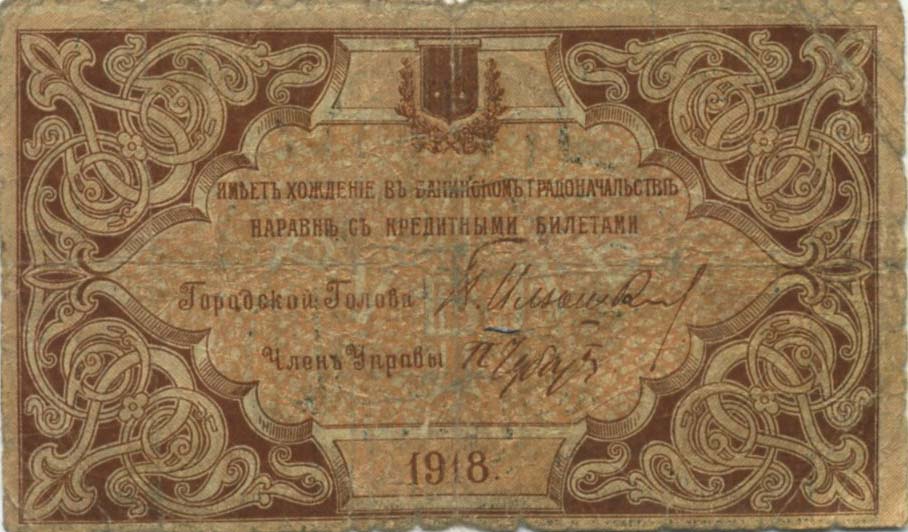 ИМѢЕТЪ ХОЖДЕНІЕ ВЪ БАКИНСКОМЪ ГРАДОНАЧАЛЬСТВѢ
НАРАВНѢ СЪ КРЕДИТНЫМИ БИЛЕТАМИ
Городской Голова
Членъ Управы
1918.